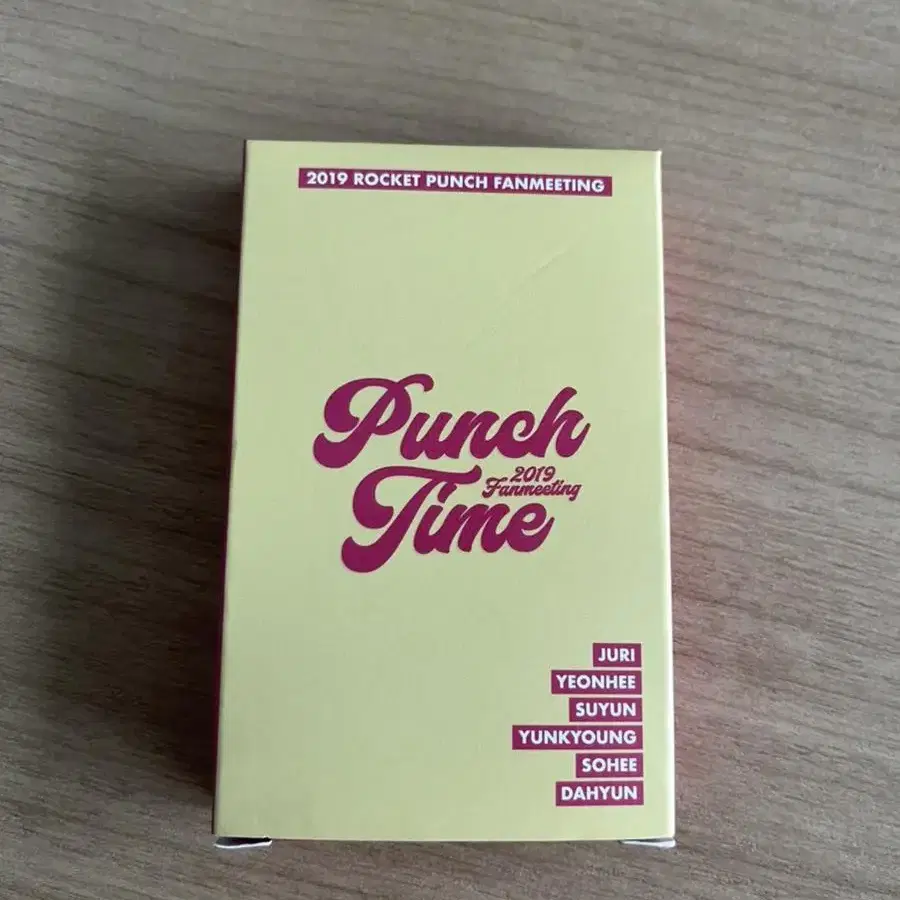 2019 ROCKET PUNCH FANMEETING
Punch
2019
Fanmeeting
Time
JURI
YEONHEE
SUYUN
YUNKYOUNG
SOHEE
DAHYUN